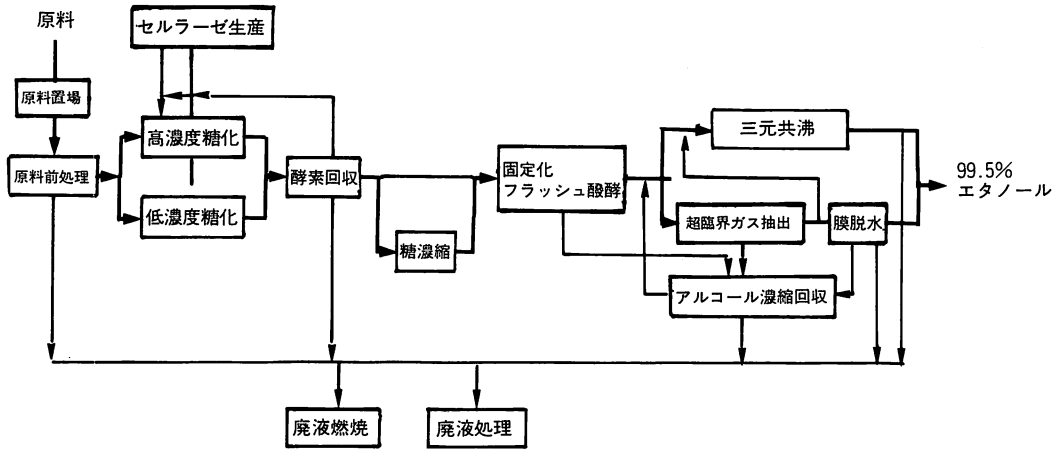 原料
セルラーゼ生産
原料置場
高濃度糖化
原料前処理
低濃度糖化
酵素回収
糖濃縮
固定化
フラッシュ醱酵
三元共沸
超臨界ガス抽出
膜脱水
アルコール濃縮回収
99.5%
エタノール
廃液燃焼
廃液処理